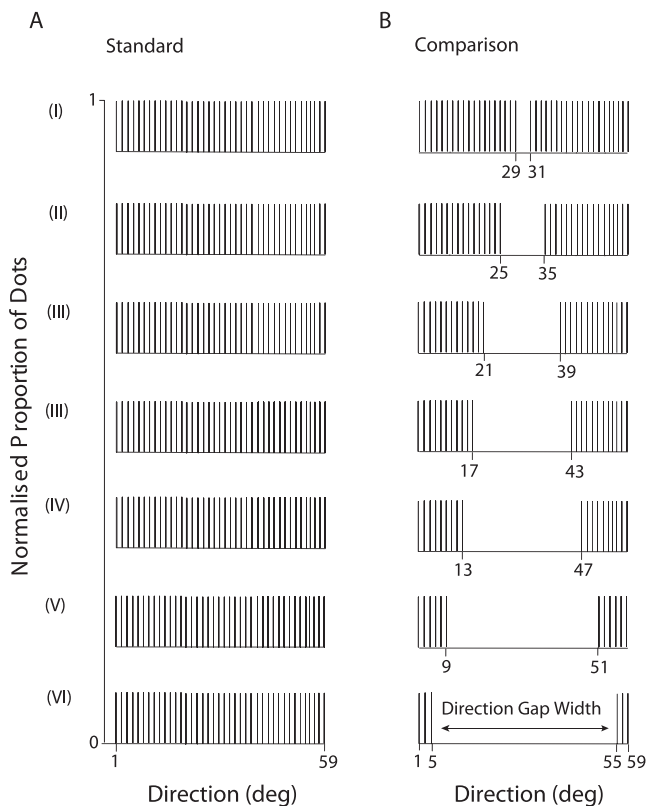 A
B
Standard
Comparison
Normalised Proportion of Dots
1
(I)
29 31
(II)
25 35
(III)
21 39
(III)
17 43
(IV)
13 47
(V)
9 51
(VI)
Direction Gap Width
0
1 59
1 5 55 59
Direction (deg)
Direction (deg)